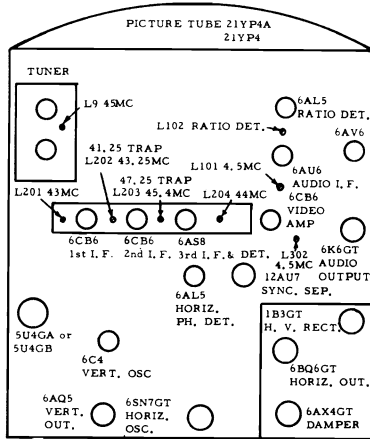 PICTURE TUBE 21YP4A
21YP4
TUNER
L9 45MC
6AL5
RATIO DET.
L102 RATIO DET.
6AV6
41.25 TRAP
L202 43.25MC
L101 4.5MC
6AU6
AUDIO I.F.
47.25 TRAP
L201 43MC
L203 45.4MC
L204 44MC
6CB6
VIDEO
AMP
6CB6
1st I.F.
6CB6
2nd I.F.
6AS8
3rd I.F. & DET.
L302
4.5MC
6K6GT
AUDIO
OUTPUT
12AU7
SYNC. SEP.
6AL5
HORIZ.
PH. DET.
1B3GT
H. V. RECT.
5U4GA or
5U4GB
6C4
VERT. OSC
6BQ6GT
HORIZ. OUT.
6AQ5
VERT.
OUT.
6SN7GT
HORIZ.
OSC.
6AX4GT
DAMPER